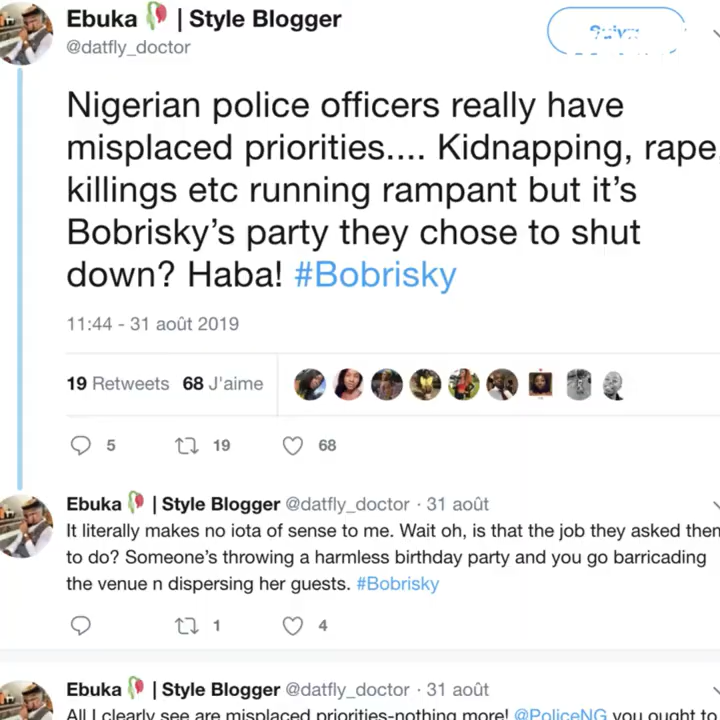 Ebuka 🥀 | Style Blogger
@datfly_doctor
Nigerian police officers really have
misplaced priorities.... Kidnapping, rape,
killings etc running rampant but it's
Bobrisky's party they chose to shut
down? Haba! #Bobrisky
11:44 - 31 août 2019
19 Retweets 68 J'aime
5 19 68
Ebuka 🥀 | Style Blogger @datfly_doctor · 31 août
It literally makes no iota of sense to me. Wait oh, is that the job they asked them
to do? Someone's throwing a harmless birthday party and you go barricading
the venue n dispersing her guests. #Bobrisky
1 4
Ebuka 🥀 | Style Blogger @datfly_doctor · 31 août
All I clearly see are misplaced priorities-nothing more! @PoliceNG you ought to